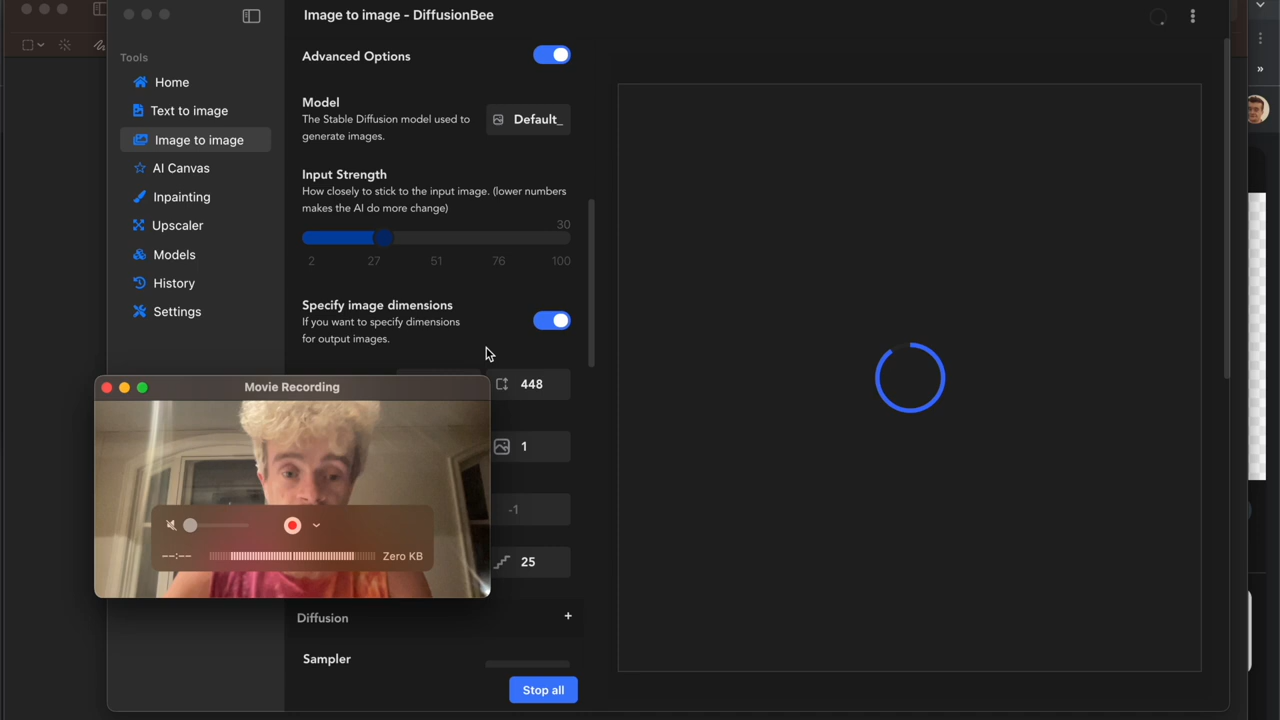 Image to image - DiffusionBee
Tools
Home
Text to image
Image to image
AI Canvas
Inpainting
Upscaler
Models
History
Settings
Advanced Options
Model
The Stable Diffusion model used to
generate images.
Default_
Input Strength
How closely to stick to the input image. (lower numbers
makes the AI do more change)
30
2 27 51 76 100
Specify image dimensions
If you want to specify dimensions
for output images.
448
1
-1
25
Diffusion +
Sampler
Stop all
Movie Recording
--:-- Zero KB